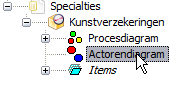 Specialties
Kunstverzekeringen
Procesdiagram
Actorendiagram
Items